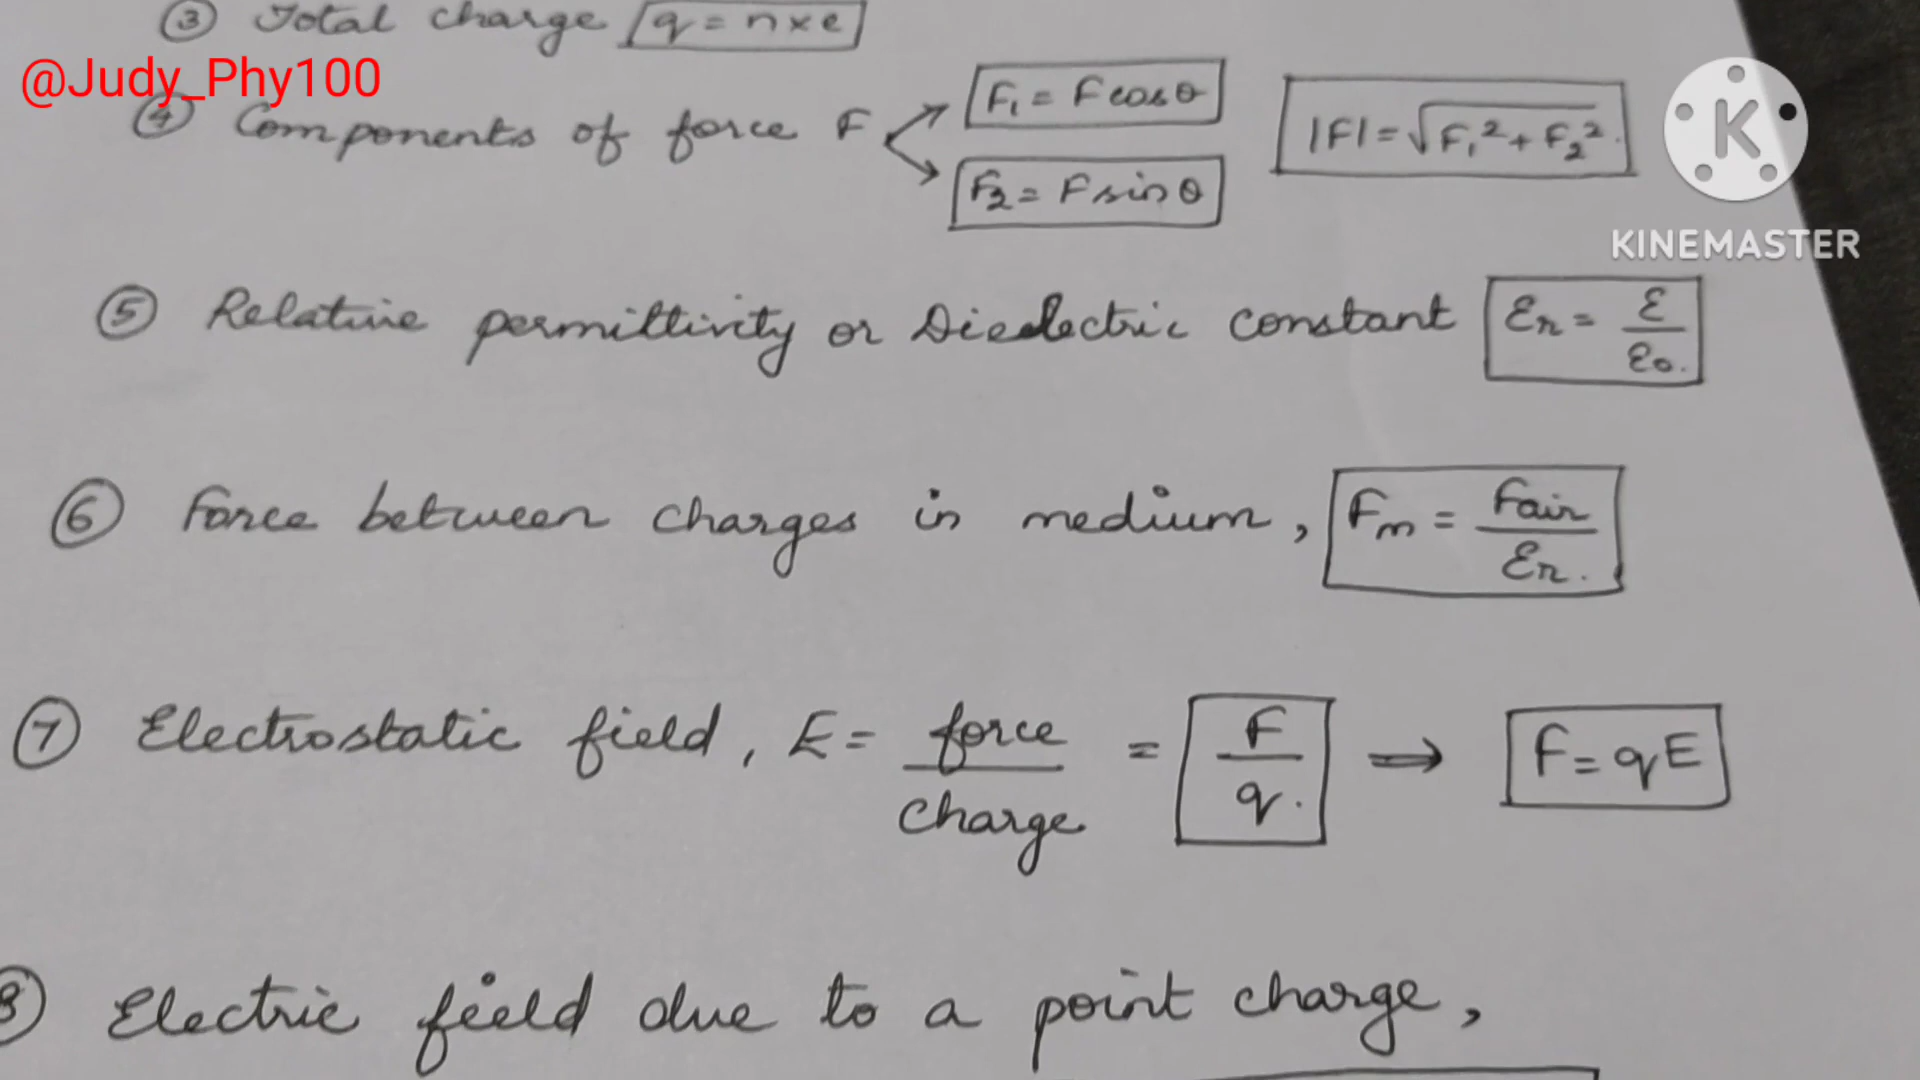 ③ Total charge q = n×e
@Judy_Phy100
④ Components of force F F₁ = F cosθ |F| = √F₁² + F₂²
F₂ = F sinθ
K
KINEMASTER
⑤ Relative permittivity or Dielectric constant εr = ε/ε₀.
⑥ Force between charges in medium, Fm = Fair/εr.
⑦ Electrostatic field, E = force/charge = F/q. ⇒ F = qE
⑧ Electric field due to a point charge,